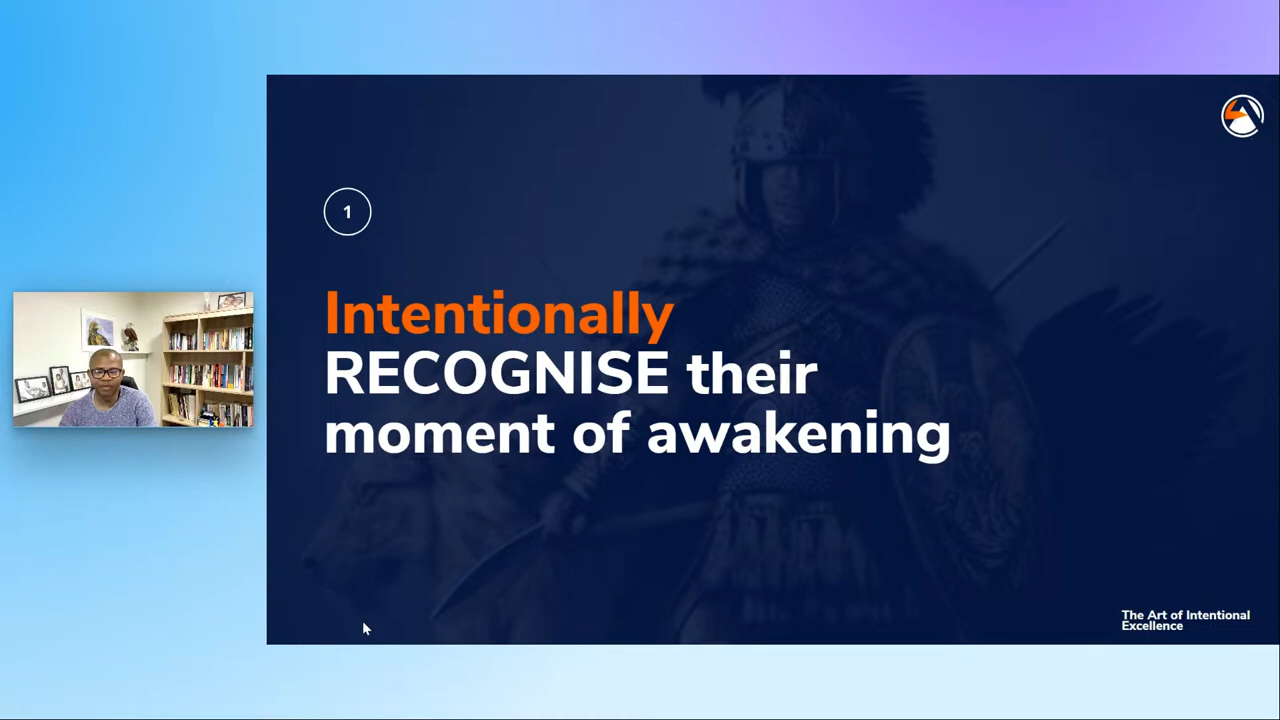 1
Intentionally
RECOGNISE their
moment of awakening
The Art of Intentional
Excellence